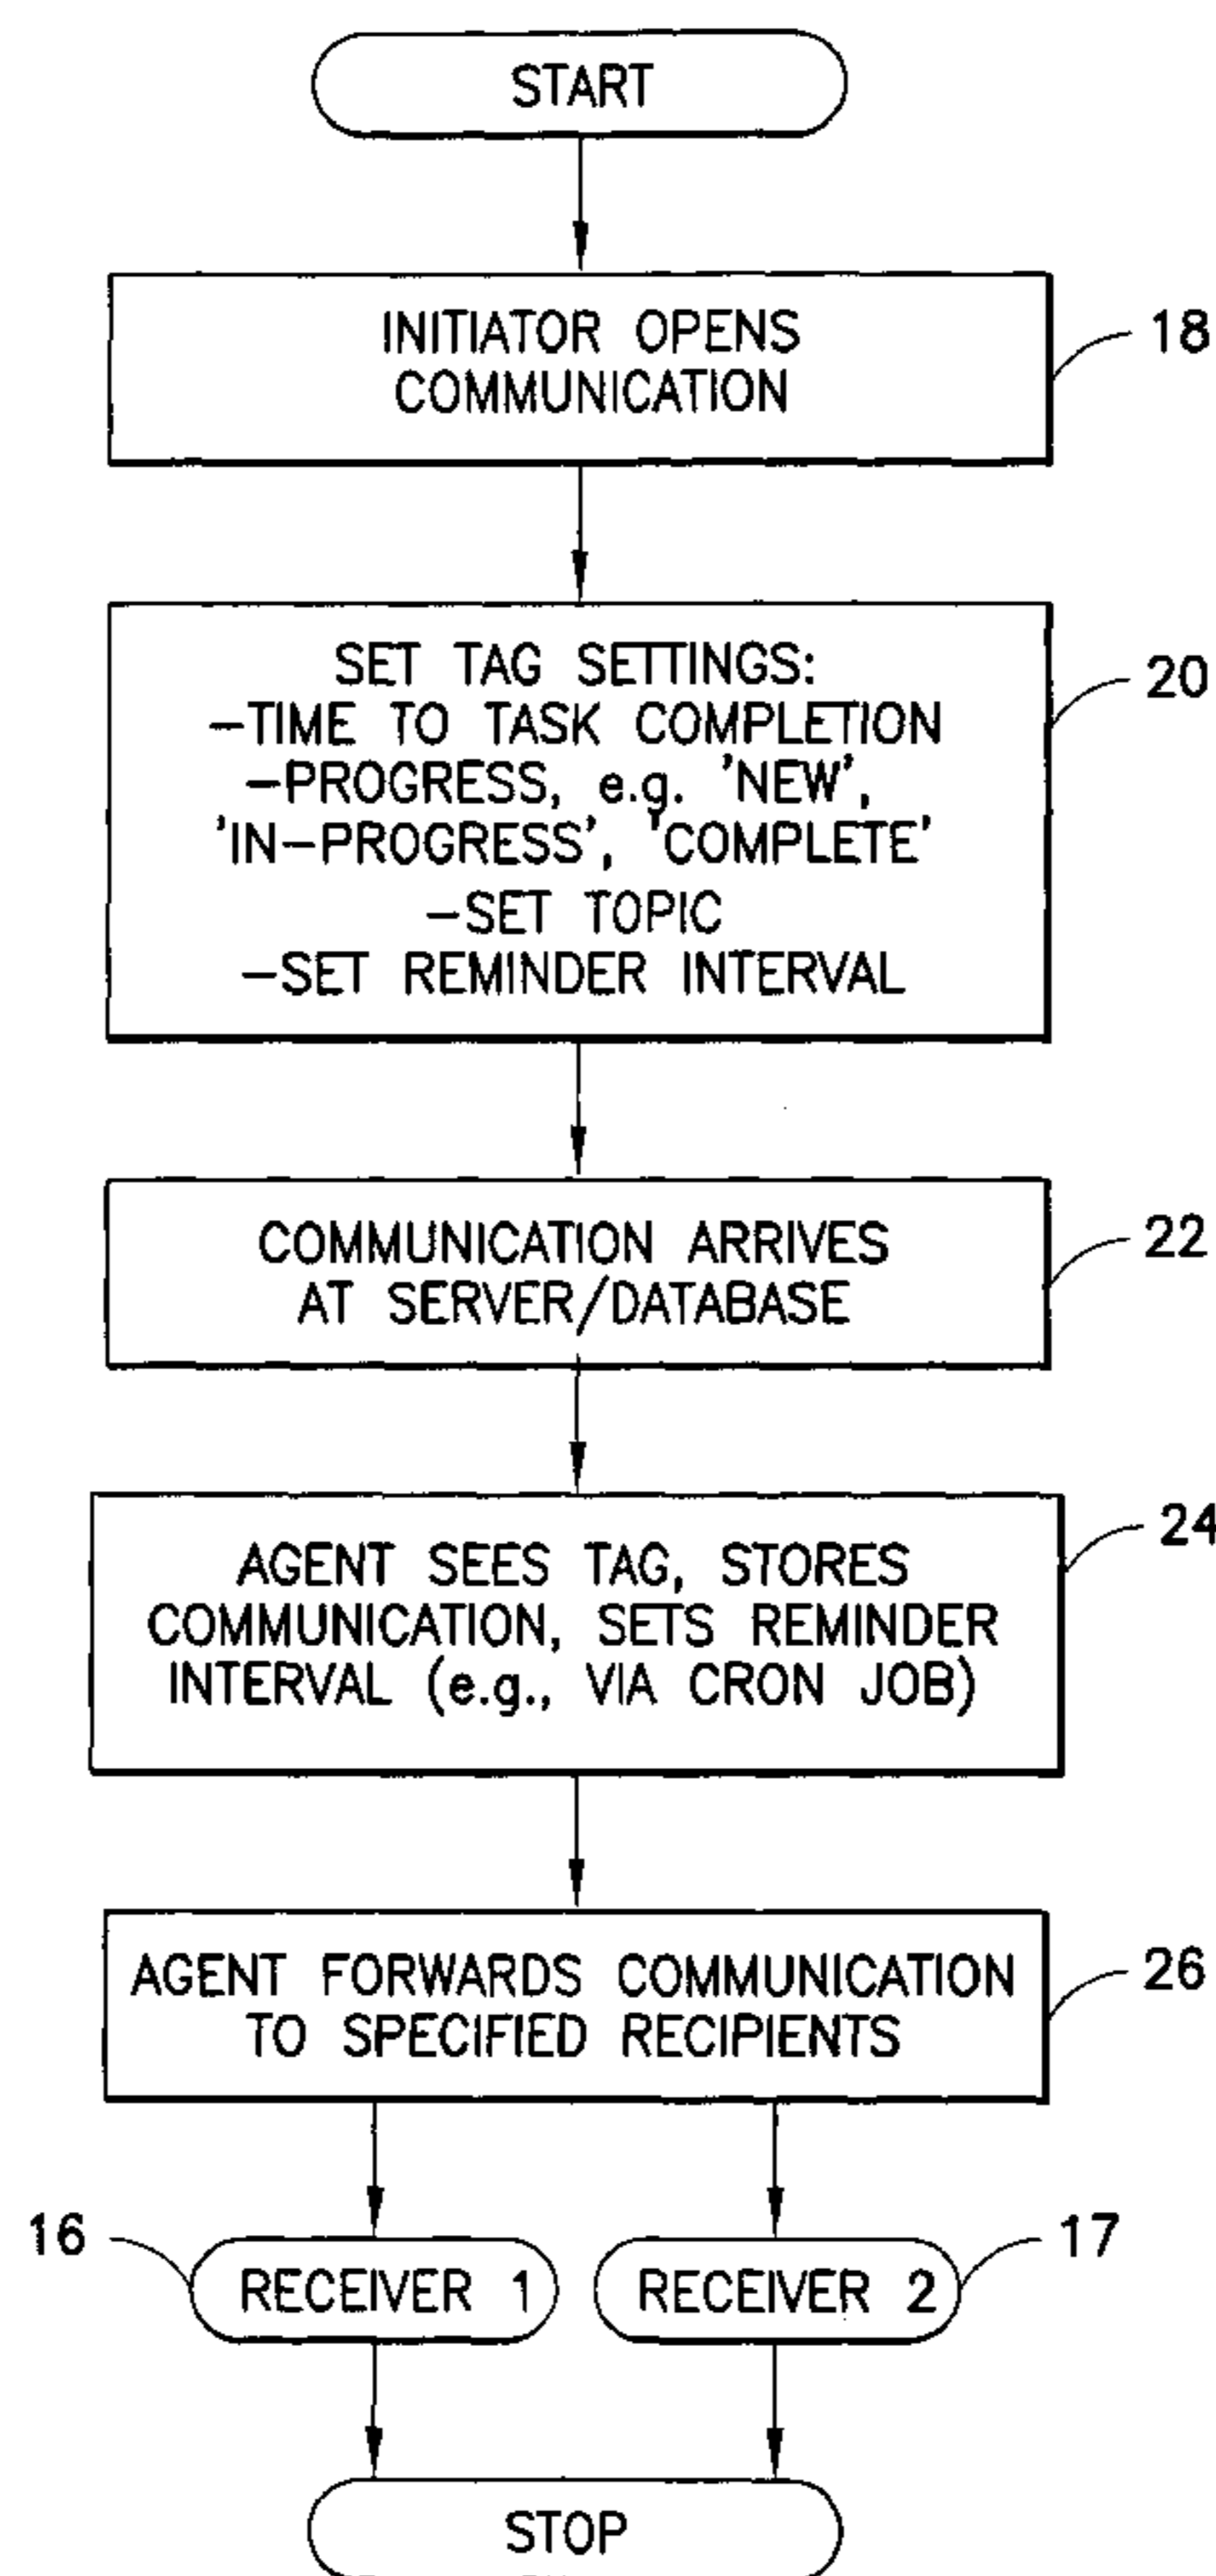 START
INITIATOR OPENS
COMMUNICATION
18
SET TAG SETTINGS:
-TIME TO TASK COMPLETION
-PROGRESS, e.g. 'NEW',
'IN-PROGRESS', 'COMPLETE'
-SET TOPIC
-SET REMINDER INTERVAL
20
COMMUNICATION ARRIVES
AT SERVER/DATABASE
22
AGENT SEES TAG, STORES
COMMUNICATION, SETS REMINDER
INTERVAL (e.g., VIA CRON JOB)
24
AGENT FORWARDS COMMUNICATION
TO SPECIFIED RECIPIENTS
26
16
RECEIVER 1
RECEIVER 2
17
STOP